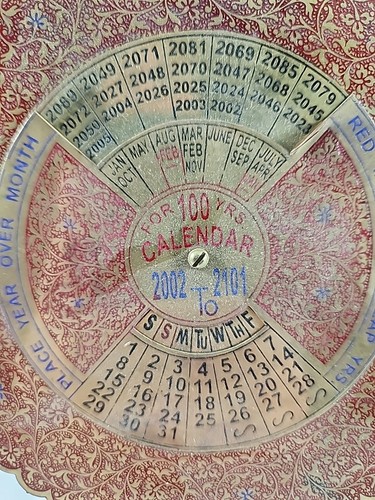 2089 2049 2071 2081 2069 2085 2079
2072 2027 2048 2070 2047 2068 2045
2050 2004 2026 2025 2024 2046 2023
2005 2003 2002
JAN MAY AUG MAR JUNE DEC JULY
OCT FEB FEB SEP APR
NOV
FOR 100 YRS
CALENDAR
2002 TO 2101
PLACE YEAR OVER MONTH
RED
YRS
S S M Tu W Th F
1 2 3 4 5 6 7
8 9 10 11 12 13 14
15 16 17 18 19 20 21
22 23 24 25 26 27 28
29 30 31